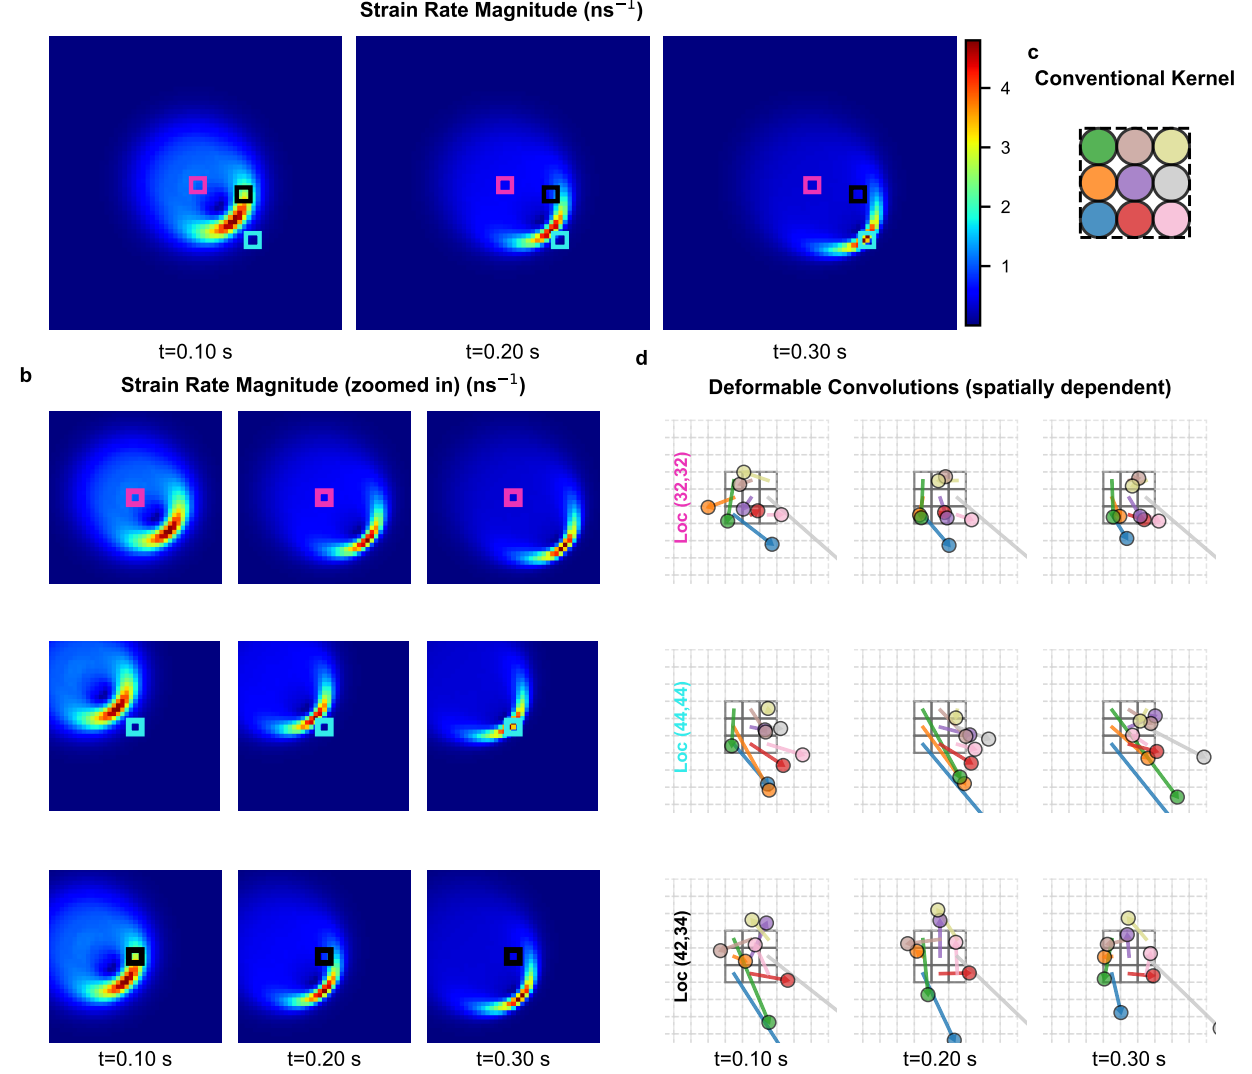 Strain Rate Magnitude (ns⁻¹)
4
3
2
1
t=0.10 s
t=0.20 s
t=0.30 s
c
Conventional Kernel
b
Strain Rate Magnitude (zoomed in) (ns⁻¹)
t=0.10 s
t=0.20 s
t=0.30 s
d
Deformable Convolutions (spatially dependent)
Loc (32,32)
Loc (44,44)
Loc (42,34)
t=0.10 s
t=0.20 s
t=0.30 s